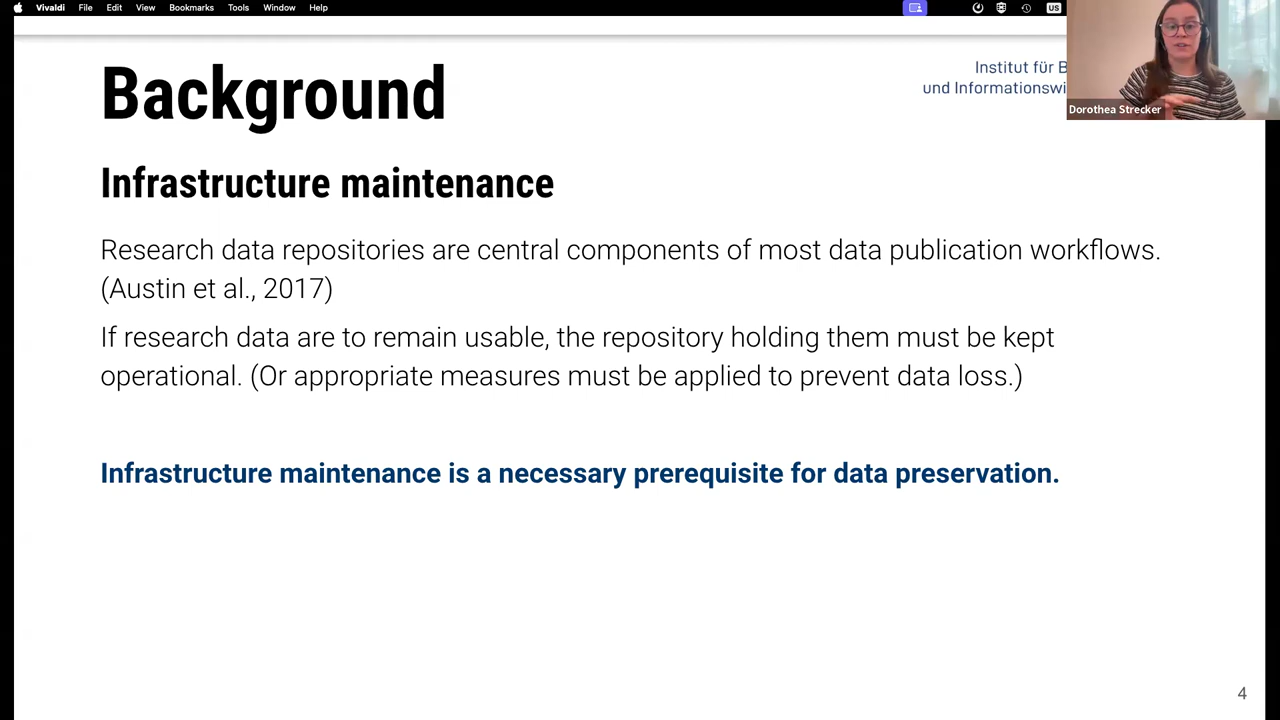 Vivaldi File Edit View Bookmarks Tools Window Help US
Background
Institut für B
und Informationswi
Dorothea Strecker
Infrastructure maintenance
Research data repositories are central components of most data publication workflows.
(Austin et al., 2017)
If research data are to remain usable, the repository holding them must be kept
operational. (Or appropriate measures must be applied to prevent data loss.)
Infrastructure maintenance is a necessary prerequisite for data preservation.
4